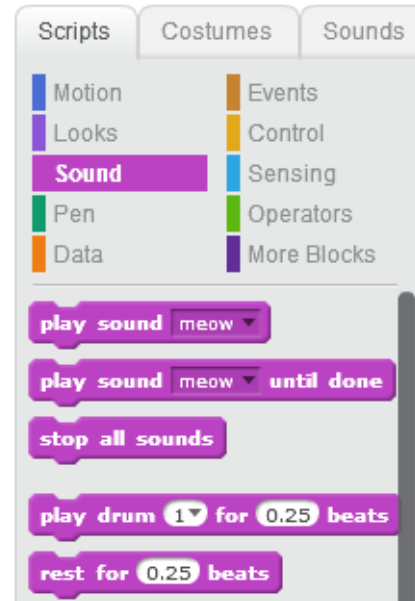 Scripts Costumes Sounds
Motion Events
Looks Control
Sound Sensing
Pen Operators
Data More Blocks
play sound meow
play sound meow until done
stop all sounds
play drum 1 for 0.25 beats
rest for 0.25 beats